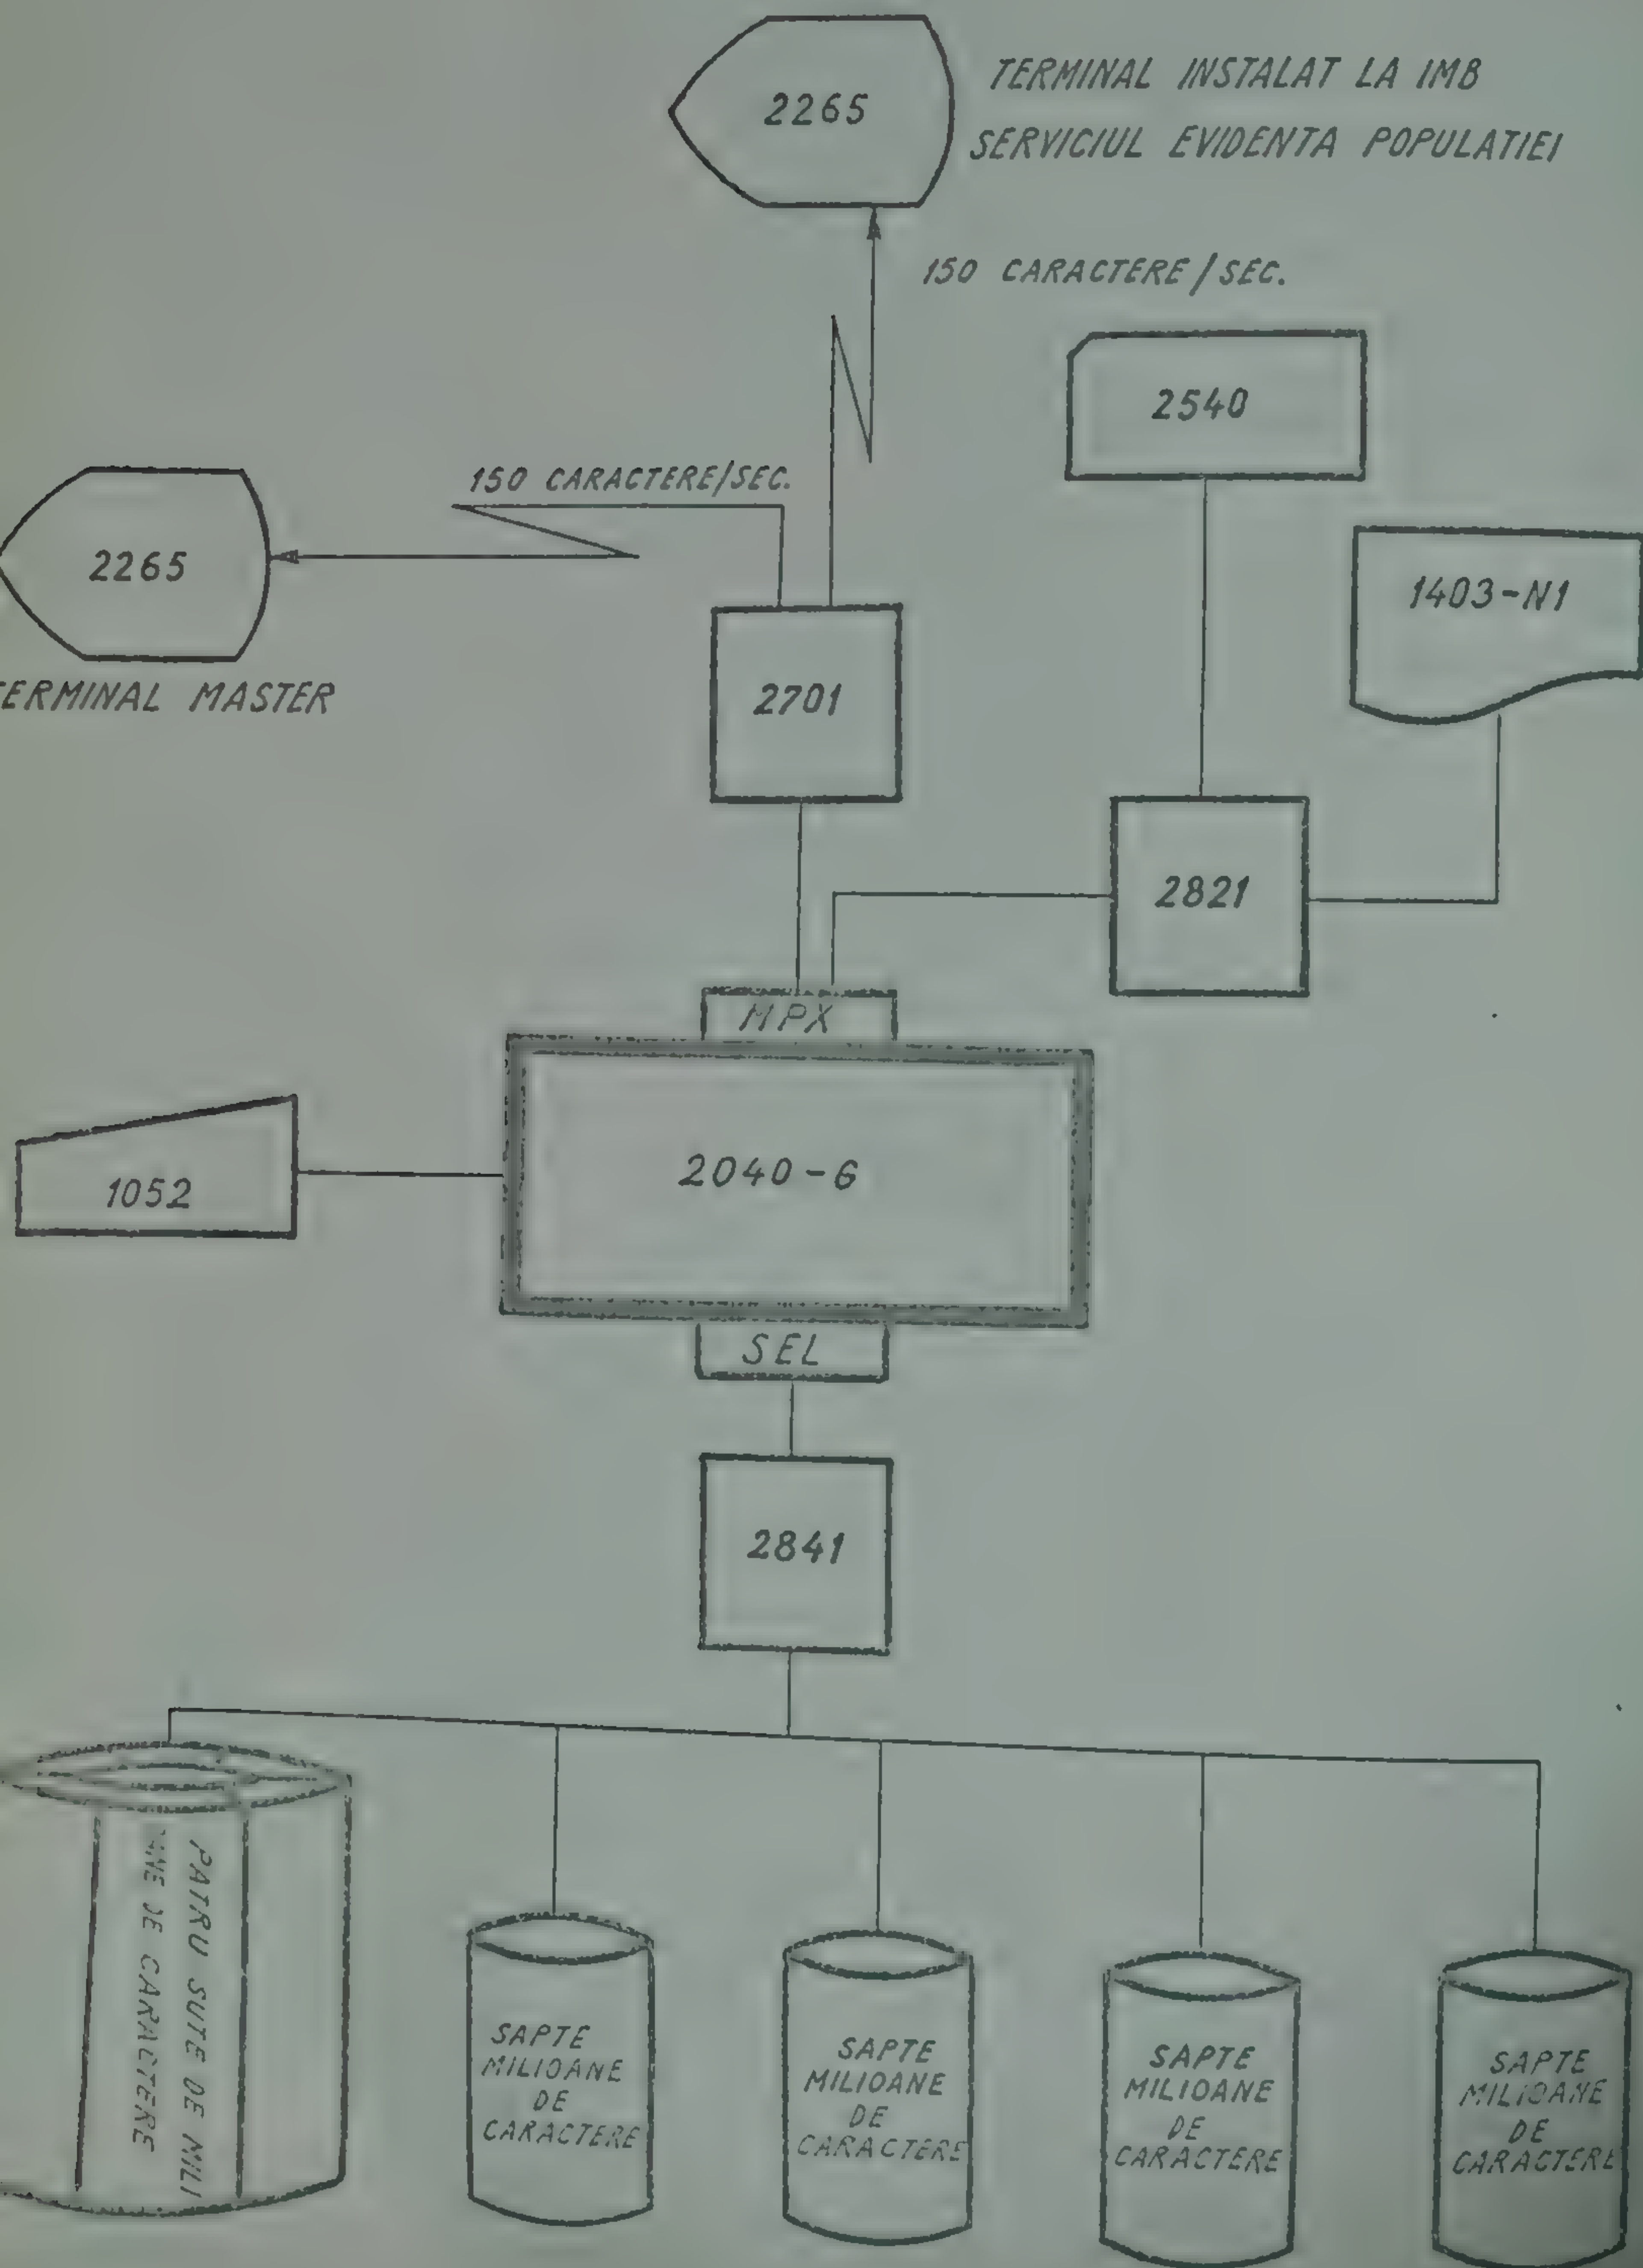 2265
TERMINAL INSTALAT LA IMB
SERVICIUL EVIDENTA POPULATIEI
150 CARACTERE / SEC.
2540
150 CARACTERE/SEC.
2265
1403-N1
TERMINAL MASTER
2701
2821
MPX
2040-6
1052
SEL
2841
PATRU SUTE DE MILI
ANE DE CARACTERE
SAPTE
MILIOANE
DE
CARACTERE
SAPTE
MILIOANE
DE
CARACTERE
SAPTE
MILIOANE
DE
CARACTERE
SAPTE
MILIOANE
DE
CARACTERE